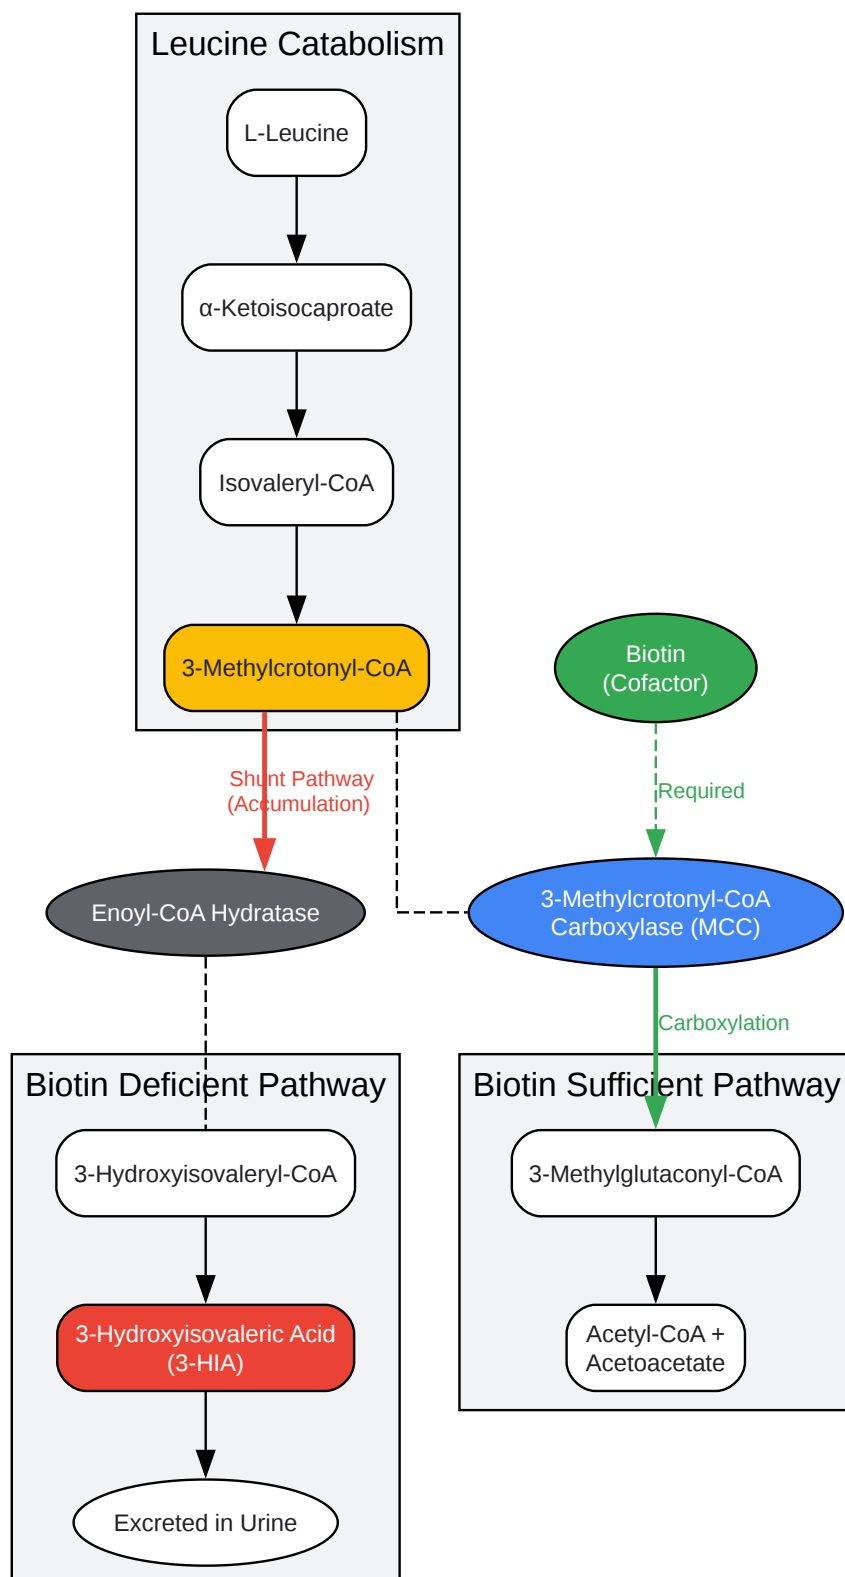 Leucine Catabolism
L-Leucine
α-Ketoisocaproate
Isovaleryl-CoA
3-Methylcrotonyl-CoA
Biotin
(Cofactor)
Shunt Pathway
(Accumulation)
Required
Enoyl-CoA Hydratase
3-Methylcrotonyl-CoA
Carboxylase (MCC)
Carboxylation
Biotin Deficient Pathway
3-Hydroxyisovaleryl-CoA
3-Hydroxyisovaleric Acid
(3-HIA)
Excreted in Urine
Biotin Sufficient Pathway
3-Methylglutaconyl-CoA
Acetyl-CoA +
Acetoacetate